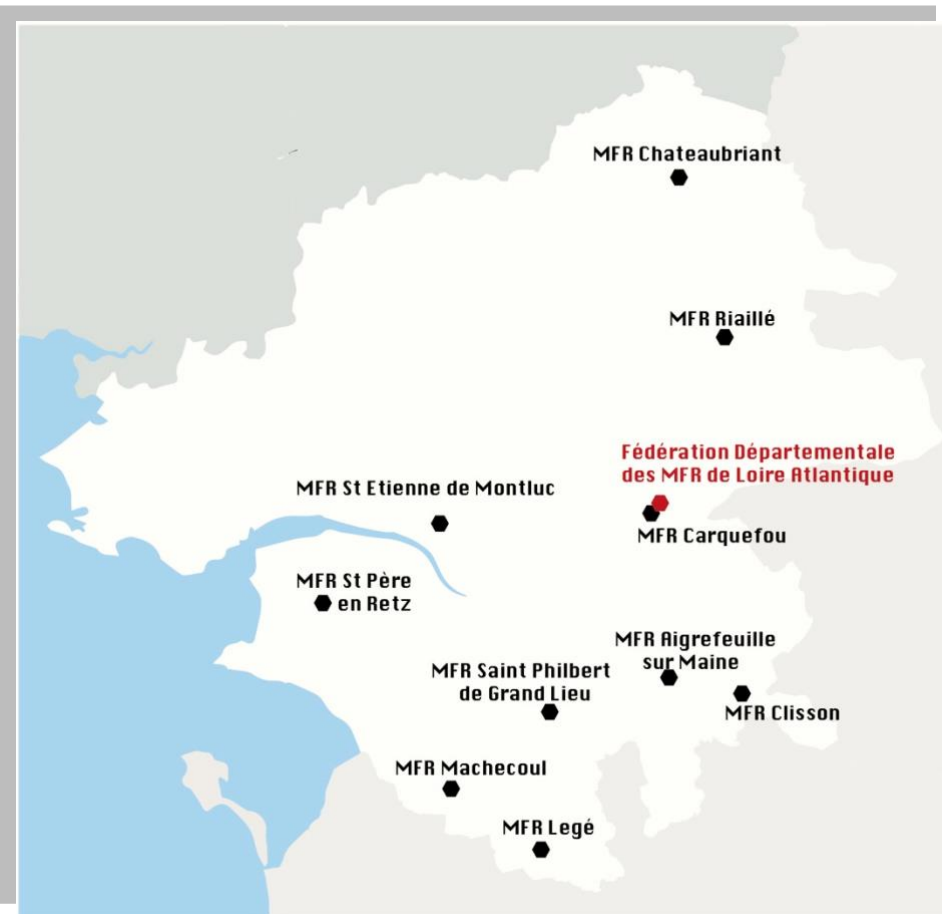 MFR Chateaubriant
MFR Riaillé
Fédération Départementale
des MFR de Loire Atlantique
MFR St Etienne de Montluc
MFR Carquefou
MFR St Père
en Retz
MFR Aigrefeuille
sur Maine
MFR Saint Philbert
de Grand Lieu
MFR Clisson
MFR Machecoul
MFR Legé